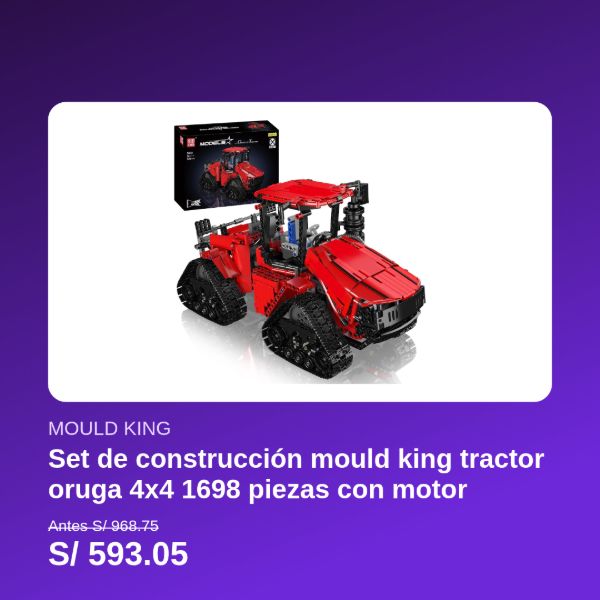 MODELS
MOULD KING
Set de construcción mould king tractor
oruga 4x4 1698 piezas con motor
Antes S/ 968.75
S/ 593.05